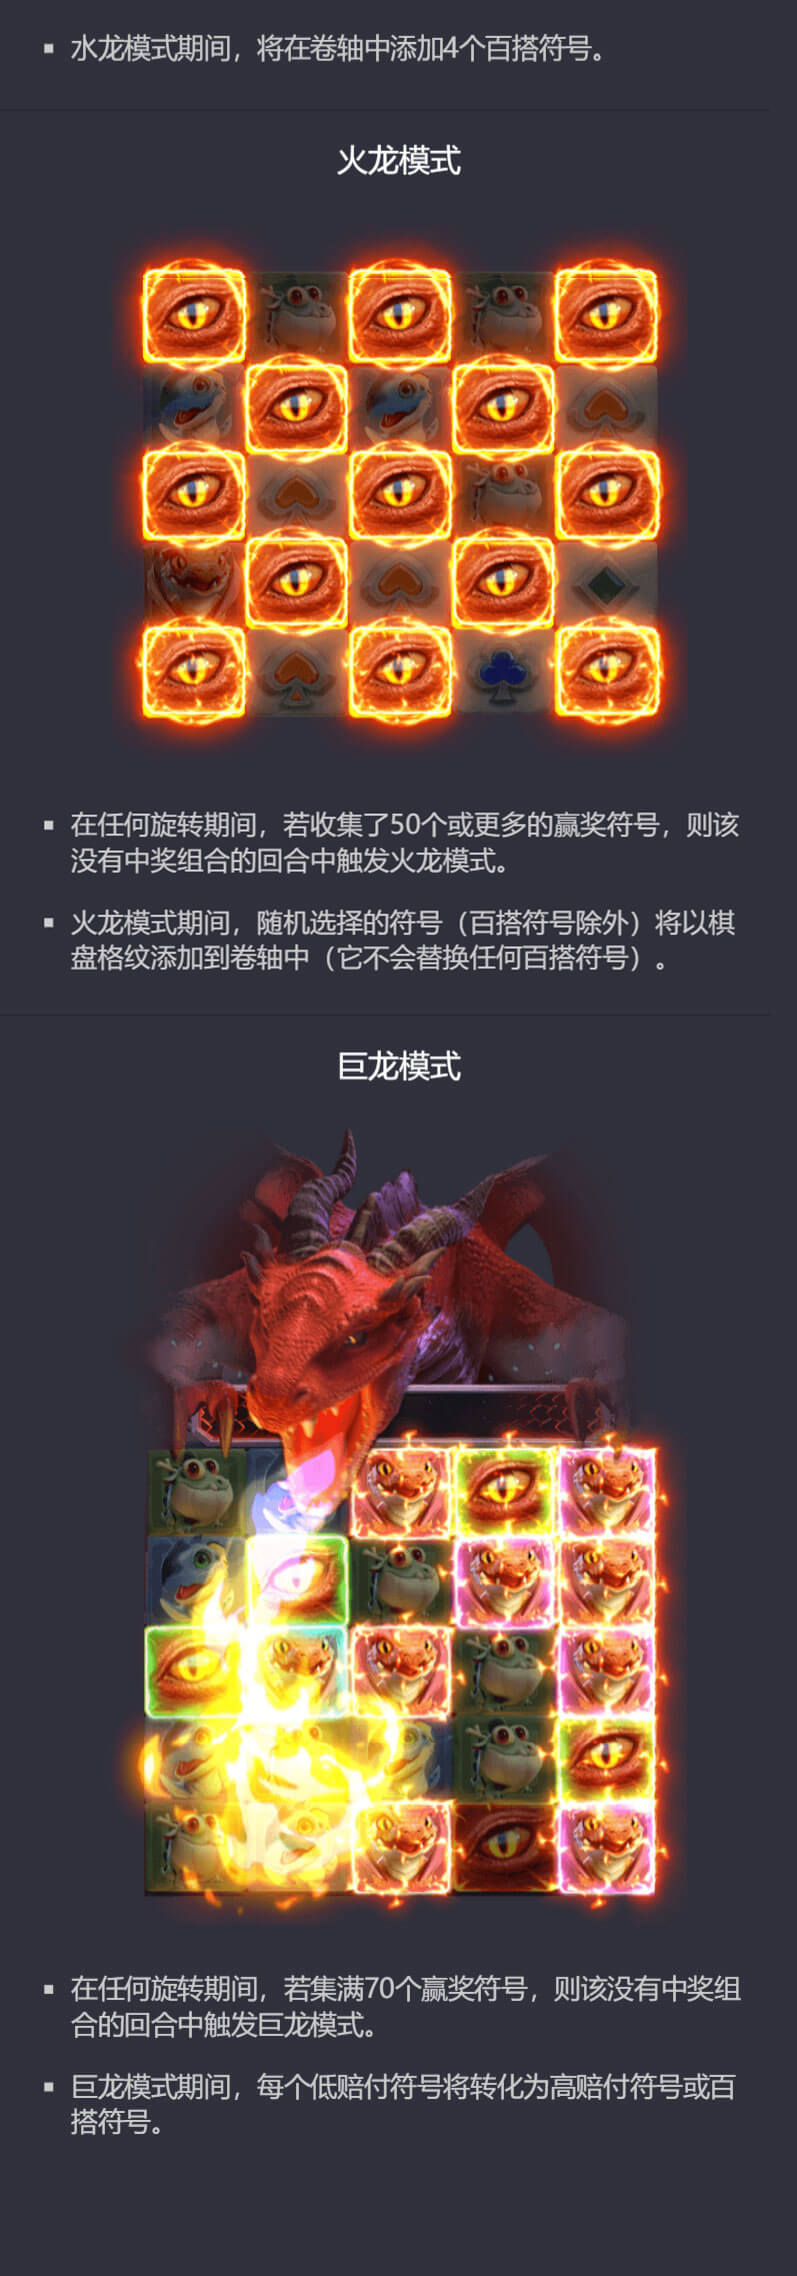 水龙模式期间，将在卷轴中添加4个百搭符号。
火龙模式
在任何旋转期间，若收集了50个或更多的赢奖符号，则该
没有中奖组合的回合中触发火龙模式。
火龙模式期间，随机选择的符号（百搭符号除外）将以棋
盘格纹添加到卷轴中（它不会替换任何百搭符号）。
巨龙模式
在任何旋转期间，若集满70个赢奖符号，则该没有中奖组
合的回合中触发巨龙模式。
巨龙模式期间，每个低赔付符号将转化为高赔付符号或百
搭符号。